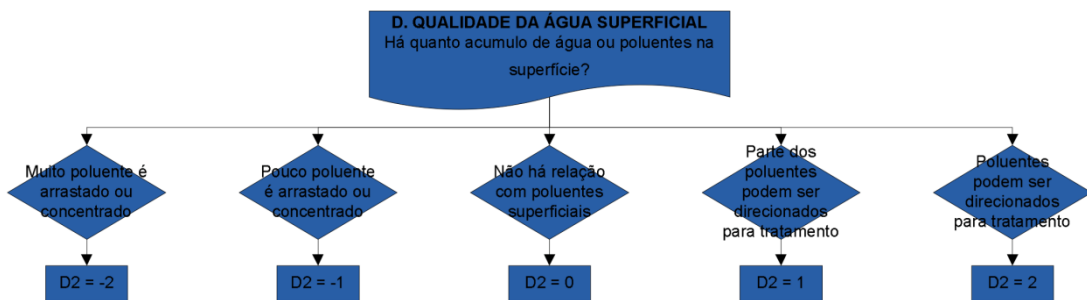 D. QUALIDADE DA ÁGUA SUPERFICIAL
Há quanto acumulo de água ou poluentes na
superfície?
Muito poluente é
arrastado ou
concentrado
Pouco poluente
é arrastado ou
concentrado
Não há relação
com poluentes
superficiais
Parte dos
poluentes
podem ser
direcionados
para tratamento
Poluentes
podem ser
direcionados
para tratamento
D2 = -2
D2 = -1
D2 = 0
D2 = 1
D2 = 2